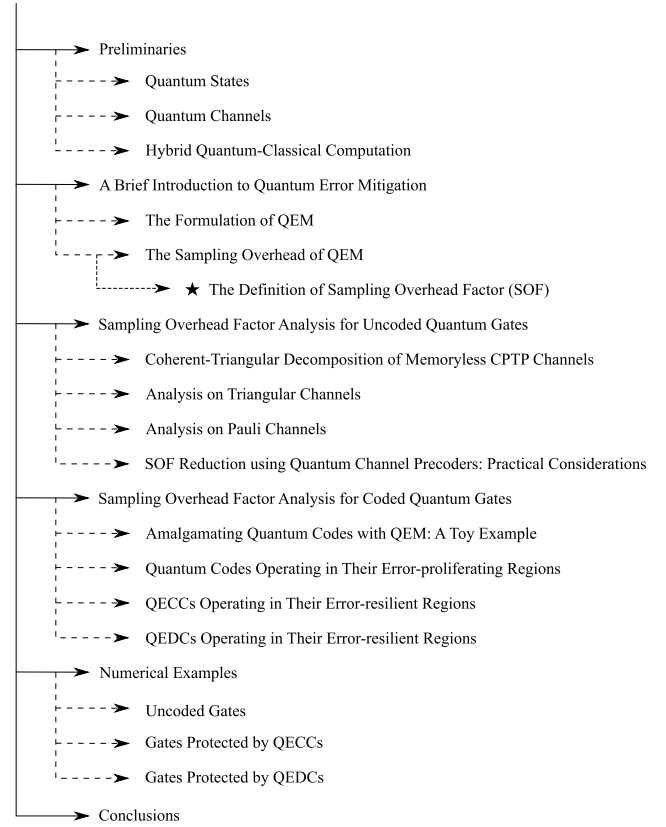 Preliminaries
Quantum States
Quantum Channels
Hybrid Quantum-Classical Computation
A Brief Introduction to Quantum Error Mitigation
The Formulation of QEM
The Sampling Overhead of QEM
★ The Definition of Sampling Overhead Factor (SOF)
Sampling Overhead Factor Analysis for Uncoded Quantum Gates
Coherent-Triangular Decomposition of Memoryless CPTP Channels
Analysis on Triangular Channels
Analysis on Pauli Channels
SOF Reduction using Quantum Channel Precoders: Practical Considerations
Sampling Overhead Factor Analysis for Coded Quantum Gates
Amalgamating Quantum Codes with QEM: A Toy Example
Quantum Codes Operating in Their Error-proliferating Regions
QECCs Operating in Their Error-resilient Regions
QEDCs Operating in Their Error-resilient Regions
Numerical Examples
Uncoded Gates
Gates Protected by QECCs
Gates Protected by QEDCs
Conclusions